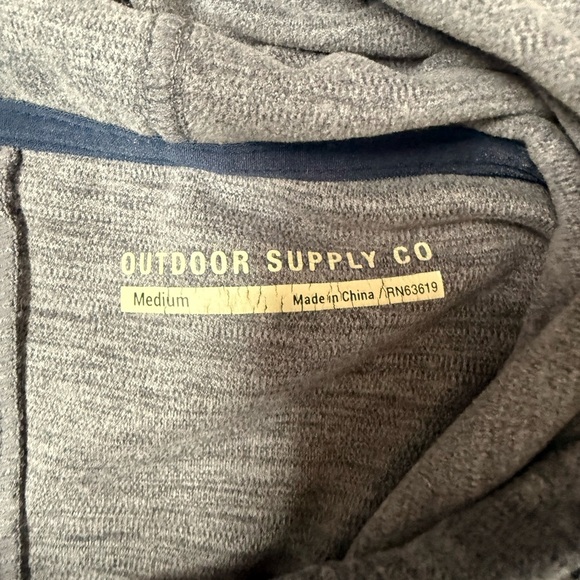 OUTDOOR SUPPLY CO
Medium Made in China / RN63619